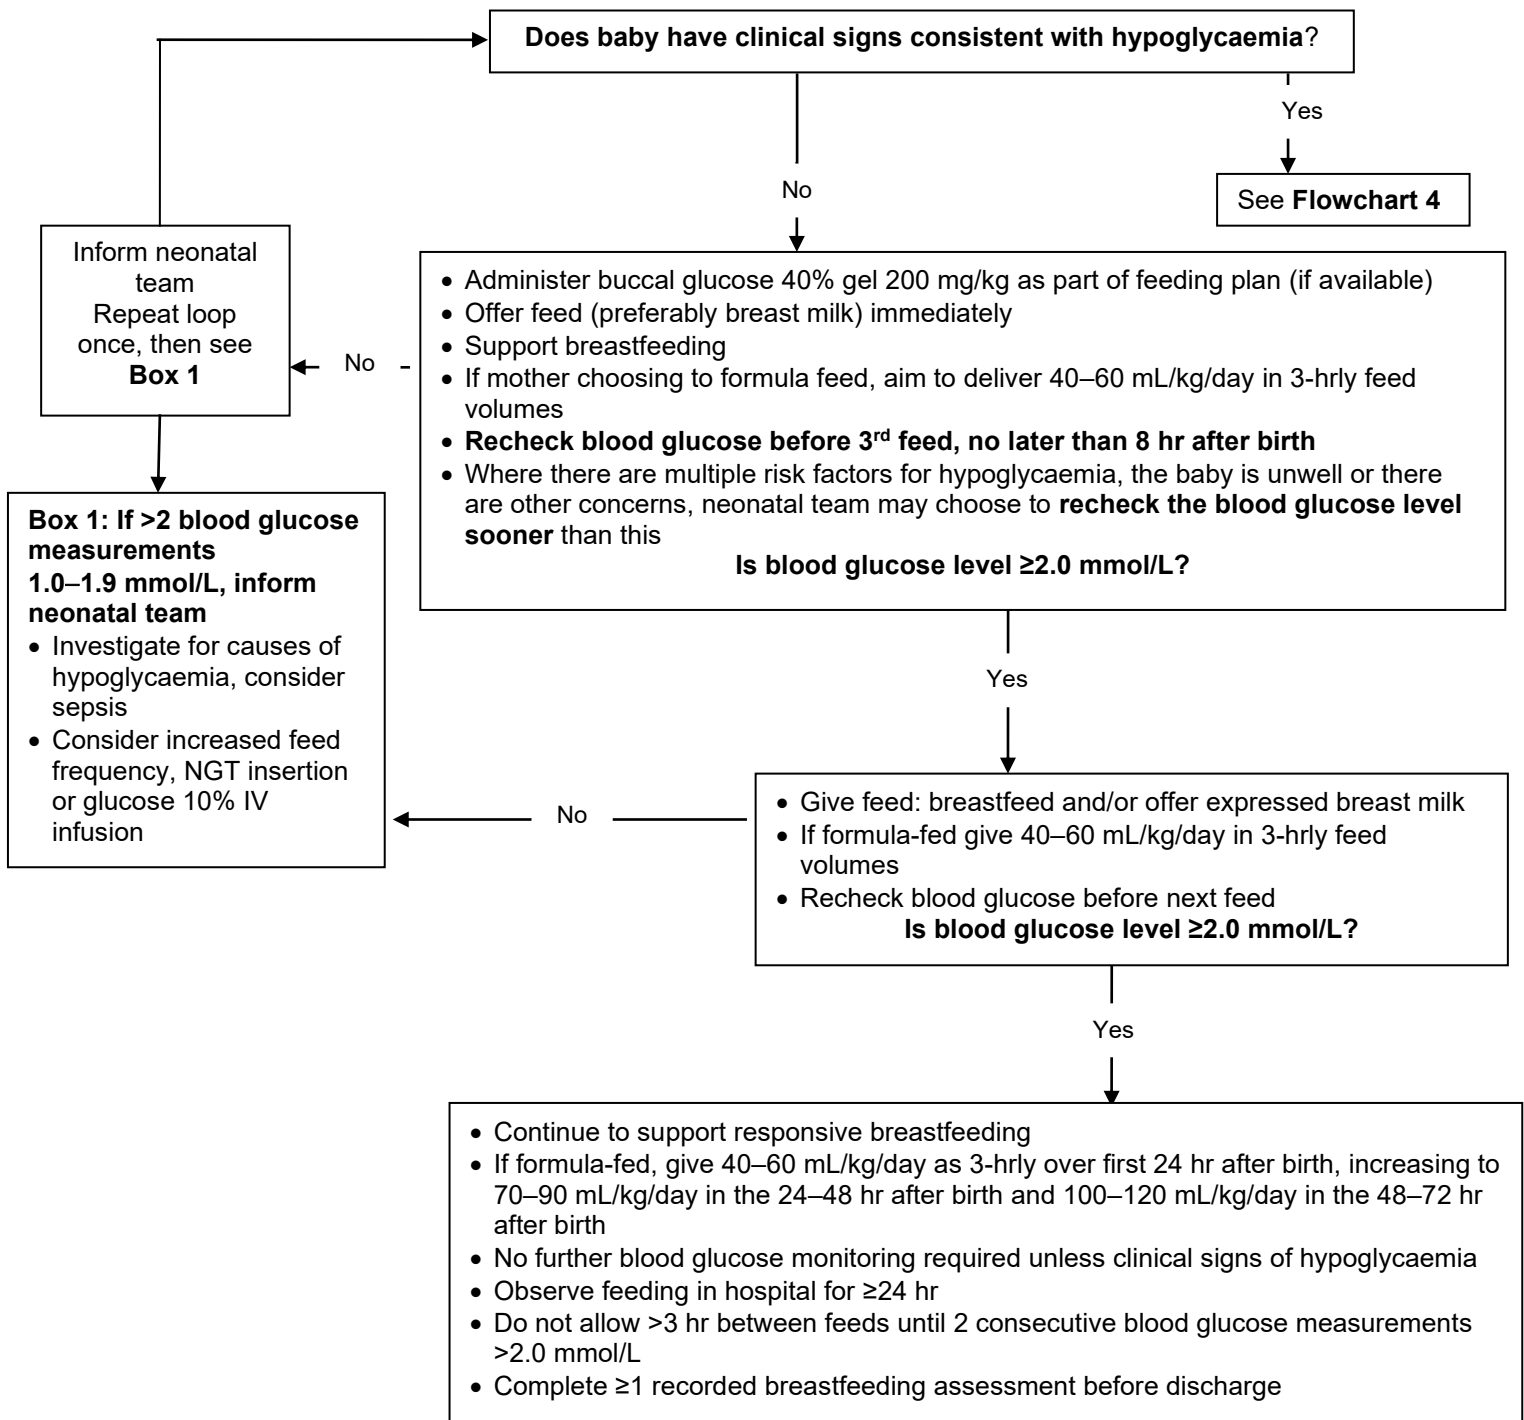 Does baby have clinical signs consistent with hypoglycaemia?
Yes
No
See Flowchart 4
Inform neonatal
team
Repeat loop
once, then see
Box 1
• Administer buccal glucose 40% gel 200 mg/kg as part of feeding plan (if available)
• Offer feed (preferably breast milk) immediately
• Support breastfeeding
• If mother choosing to formula feed, aim to deliver 40–60 mL/kg/day in 3-hrly feed
volumes
• Recheck blood glucose before 3rd feed, no later than 8 hr after birth
• Where there are multiple risk factors for hypoglycaemia, the baby is unwell or there
are other concerns, neonatal team may choose to recheck the blood glucose level
sooner than this
Is blood glucose level ≥2.0 mmol/L?
No
Box 1: If >2 blood glucose
measurements
1.0–1.9 mmol/L, inform
neonatal team
• Investigate for causes of
hypoglycaemia, consider
sepsis
• Consider increased feed
frequency, NGT insertion
or glucose 10% IV
infusion
Yes
No
• Give feed: breastfeed and/or offer expressed breast milk
• If formula-fed give 40–60 mL/kg/day in 3-hrly feed
volumes
• Recheck blood glucose before next feed
Is blood glucose level ≥2.0 mmol/L?
Yes
• Continue to support responsive breastfeeding
• If formula-fed, give 40–60 mL/kg/day as 3-hrly over first 24 hr after birth, increasing to
70–90 mL/kg/day in the 24–48 hr after birth and 100–120 mL/kg/day in the 48–72 hr
after birth
• No further blood glucose monitoring required unless clinical signs of hypoglycaemia
• Observe feeding in hospital for ≥24 hr
• Do not allow >3 hr between feeds until 2 consecutive blood glucose measurements
>2.0 mmol/L
• Complete ≥1 recorded breastfeeding assessment before discharge